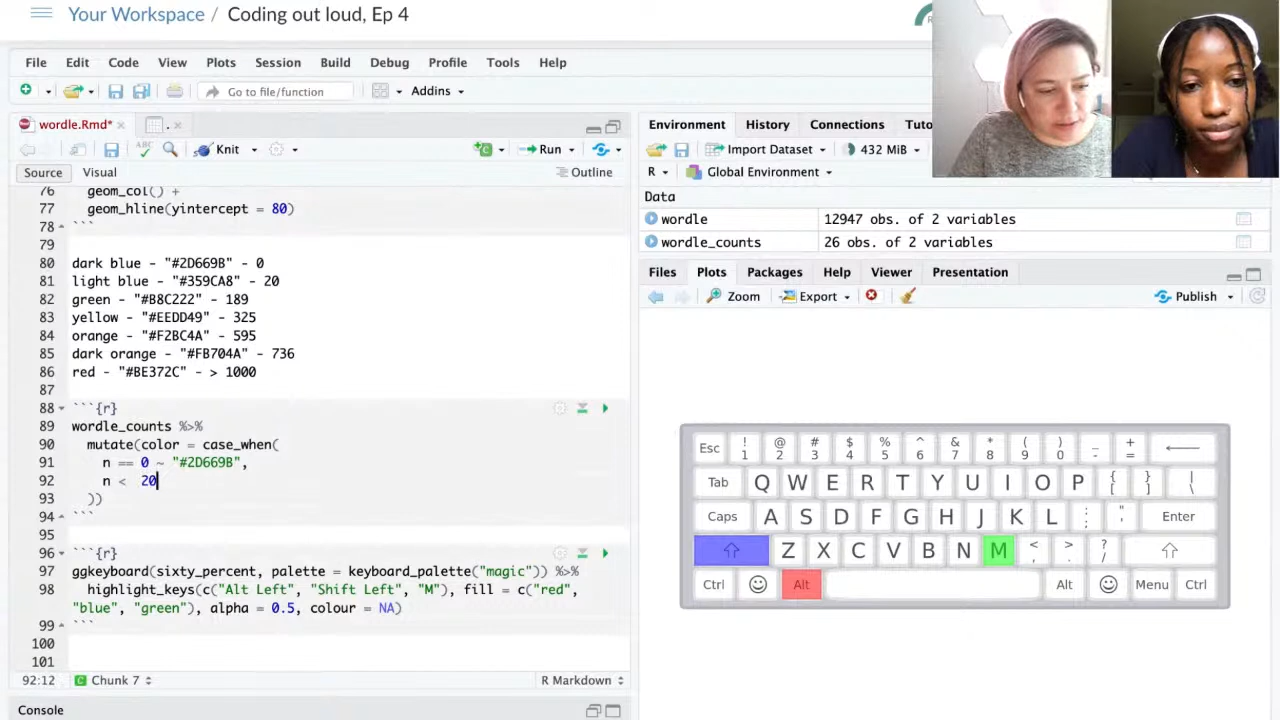 Your Workspace / Coding out loud, Ep 4
File Edit Code View Plots Session Build Debug Profile Tools Help
Go to file/function
Addins
wordle.Rmd*
.
ABC
Knit
Run
Source Visual
Outline
76 geom_col() +
77 geom_hline(yintercept = 80)
78 ```
79
80 dark blue - "#2D669B" - 0
81 light blue - "#359CA8" - 20
82 green - "#B8C222" - 189
83 yellow - "#EEDD49" - 325
84 orange - "#F2BC4A" - 595
85 dark orange - "#FB704A" - 736
86 red - "#BE372C" - > 1000
87
88 ```{r}
89 wordle_counts %>%
90 mutate(color = case_when(
91 n == 0 ~ "#2D669B",
92 n <  20
93 ))
94 ```
95
96 ```{r}
97 ggkeyboard(sixty_percent, palette = keyboard_palette("magic")) %>%
98 highlight_keys(c("Alt Left", "Shift Left", "M"), fill = c("red",
"blue", "green"), alpha = 0.5, colour = NA)
99 ```
100
101
92:12 Chunk 7 R Markdown
Console
Environment History Connections Tuto
Import Dataset 432 MiB
R Global Environment
Data
wordle 12947 obs. of 2 variables
wordle_counts 26 obs. of 2 variables
Files Plots Packages Help Viewer Presentation
Zoom Export Publish
Esc ! 1 @ 2 # 3 $ 4 % 5 ^ 6 & 7 * 8 ( 9 ) 0 _ - + =
Tab Q W E R T Y U I O P { [ } ] | \
Caps A S D F G H J K L : ; " ' Enter
Z X C V B N M < , > . ? /
Ctrl Alt Alt Menu Ctrl